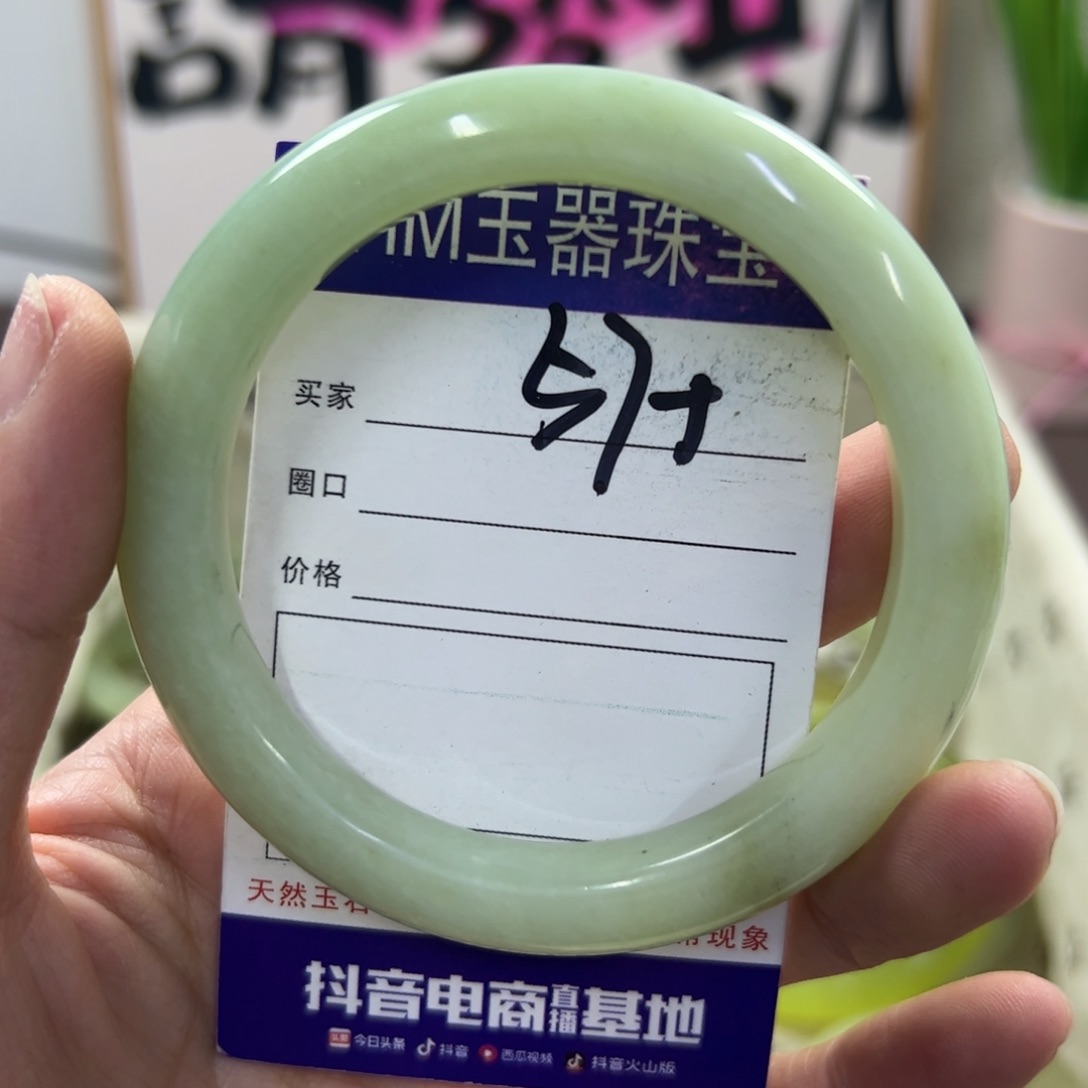 玉器珠宝
57+
买家
圈口
价格
天然玉石
现象
抖音电商直播基地
今日头条 抖音 西瓜视频 抖音火山版